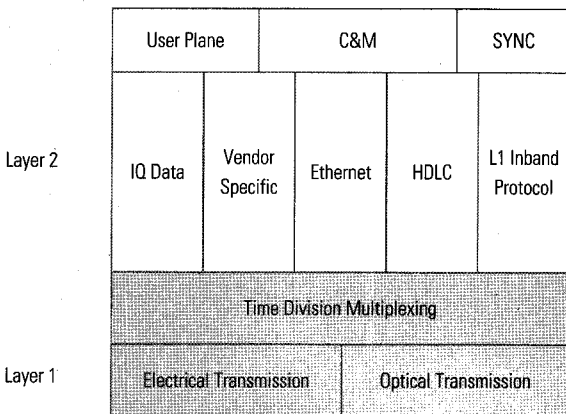 User Plane C&M SYNC
Layer 2
IQ Data
Vendor
Specific
Ethernet
HDLC
L1 Inband
Protocol
Time Division Multiplexing
Layer 1
Electrical Transmission
Optical Transmission